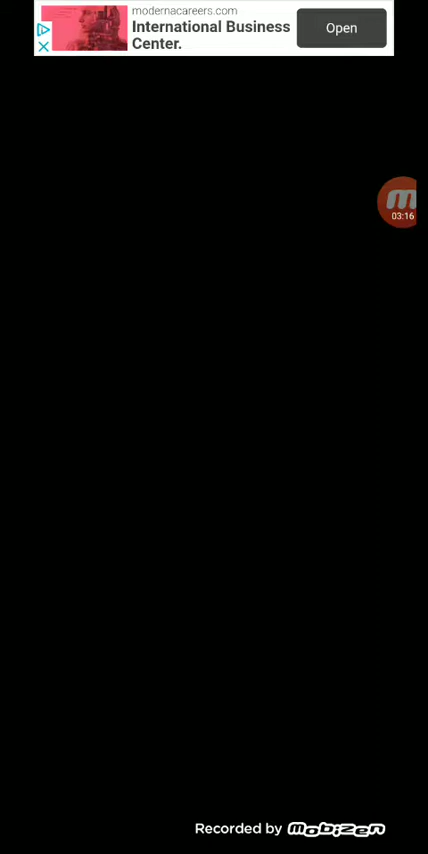 modernacareers.com
International Business
Center.
Open
03:16
Recorded by mobizen